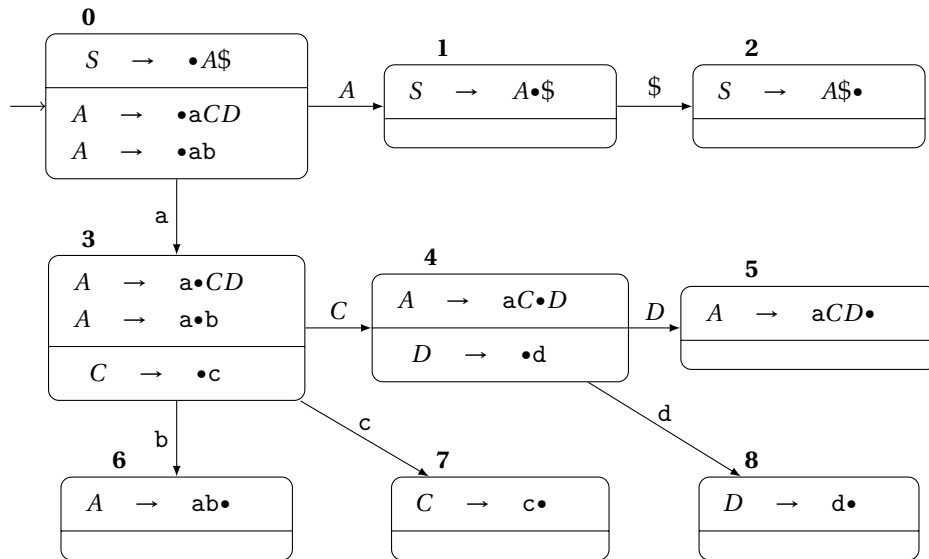 0
S → •A$
A → •aCD
A → •ab
A
1
S → A•$
$
2
S → A$•
a
3
A → a•CD
A → a•b
C → •c
C
4
A → aC•D
D → •d
D
5
A → aCD•
b
c
d
6
A → ab•
7
C → c•
8
D → d•